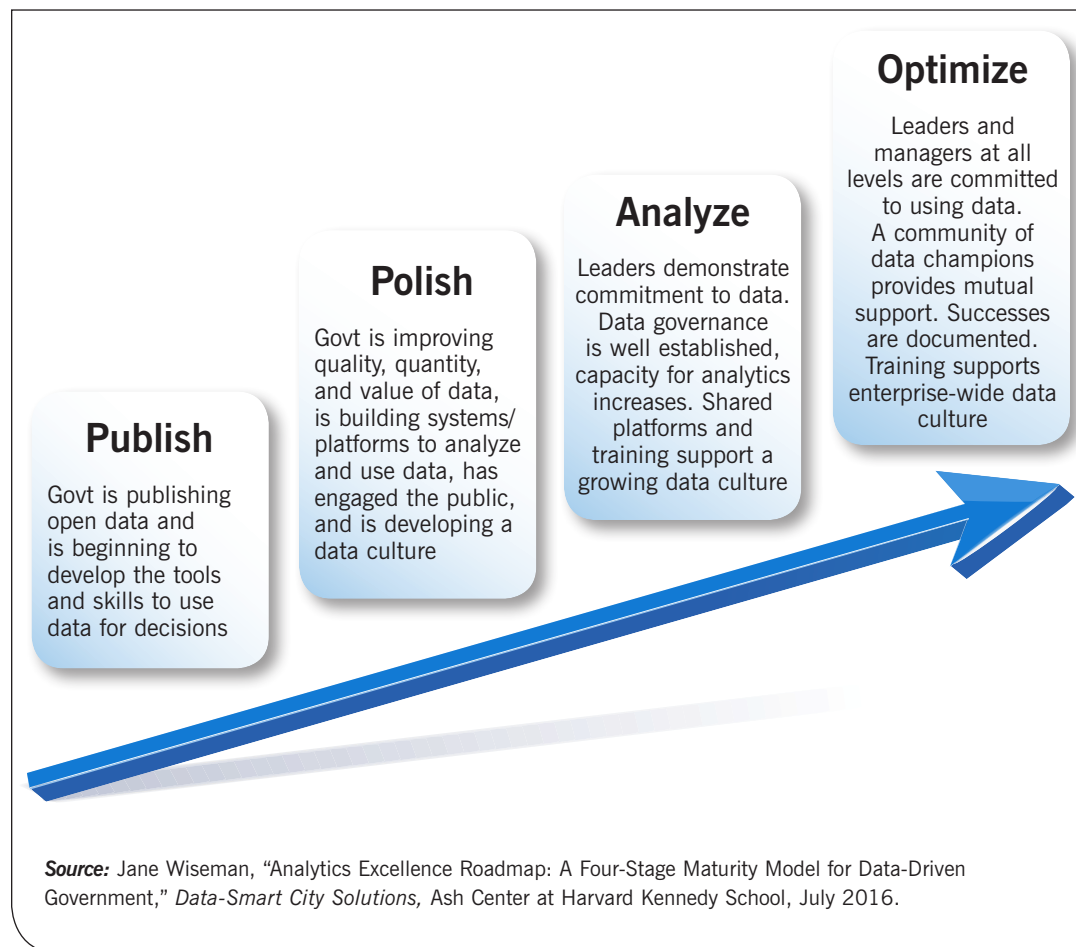 Publish
Govt is publishing
open data and
is beginning to
develop the tools
and skills to use
data for decisions
Polish
Govt is improving
quality, quantity,
and value of data,
is building systems/
platforms to analyze
and use data, has
engaged the public,
and is developing a
data culture
Analyze
Leaders demonstrate
commitment to data.
Data governance
is well established,
capacity for analytics
increases. Shared
platforms and
training support a
growing data culture
Optimize
Leaders and
managers at all
levels are committed
to using data.
A community of
data champions
provides mutual
support. Successes
are documented.
Training supports
enterprise-wide data
culture
Source: Jane Wiseman, “Analytics Excellence Roadmap: A Four-Stage Maturity Model for Data-Driven
Government,” Data-Smart City Solutions, Ash Center at Harvard Kennedy School, July 2016.